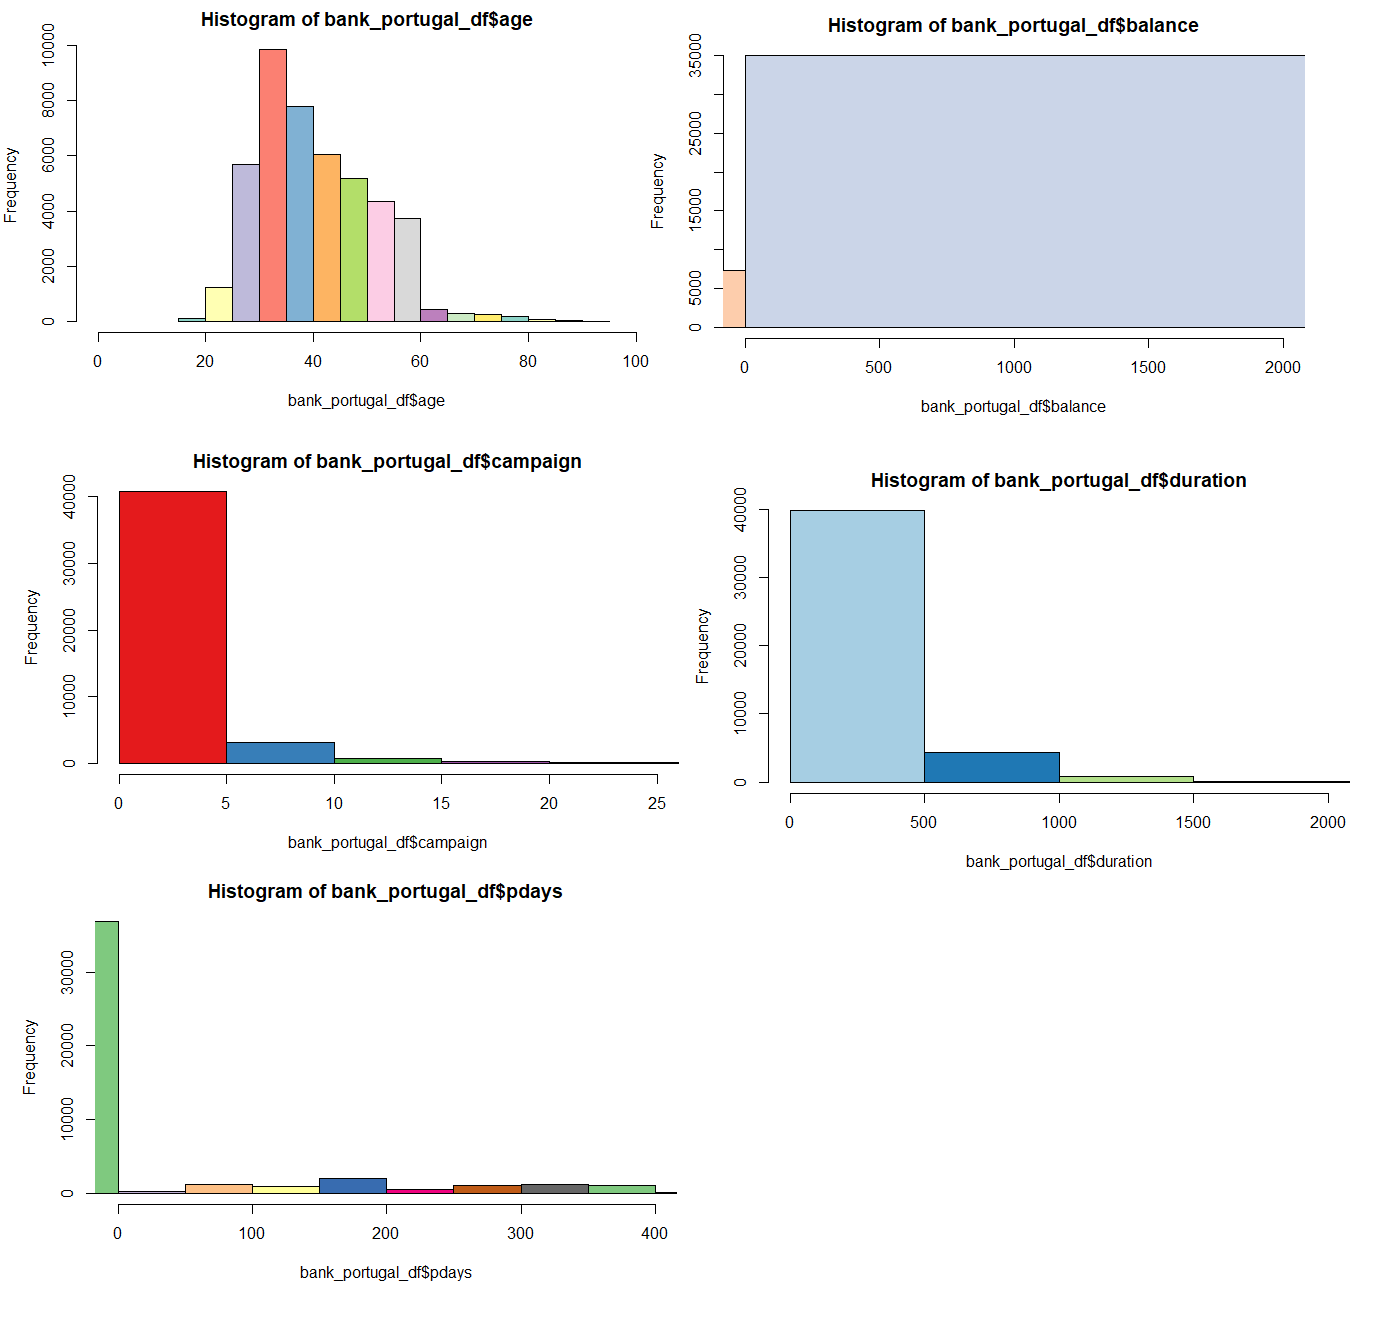 Histogram of bank_portugal_df$age
Frequency
0 2000 4000 6000 8000 10000
0 20 40 60 80 100
bank_portugal_df$age
Histogram of bank_portugal_df$balance
Frequency
0 5000 15000 25000 35000
0 500 1000 1500 2000
bank_portugal_df$balance
Histogram of bank_portugal_df$campaign
Frequency
0 10000 20000 30000 40000
0 5 10 15 20 25
bank_portugal_df$campaign
Histogram of bank_portugal_df$duration
Frequency
0 10000 20000 30000 40000
0 500 1000 1500 2000
bank_portugal_df$duration
Histogram of bank_portugal_df$pdays
Frequency
0 10000 20000 30000
0 100 200 300 400
bank_portugal_df$pdays